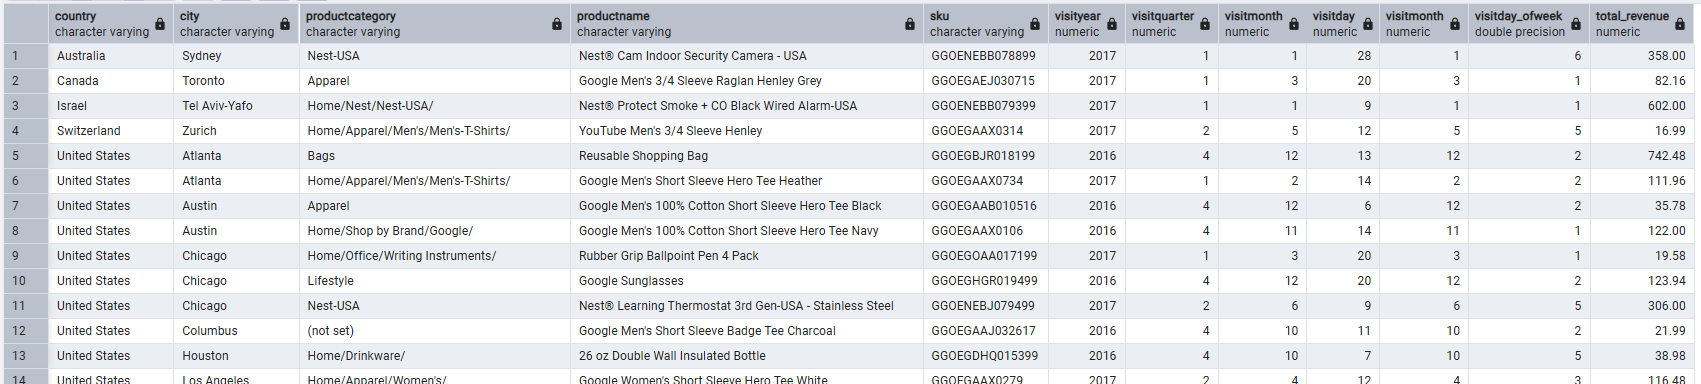 country city productcategory productname sku visityear visitquarter visitmonth visitday visitmonth visitday_ofweek total_revenue
character varying character varying character varying character varying character varying numeric numeric numeric numeric numeric double precision numeric
1 Australia Sydney Nest-USA Nest® Cam Indoor Security Camera - USA GGOENEBB078899 2017 1 1 28 1 6 358.00
2 Canada Toronto Apparel Google Men's 3/4 Sleeve Raglan Henley Grey GGOEGAEJ030715 2017 1 3 20 3 1 82.16
3 Israel Tel Aviv-Yafo Home/Nest/Nest-USA/ Nest® Protect Smoke + CO Black Wired Alarm-USA GGOENEBB079399 2017 1 1 9 1 1 602.00
4 Switzerland Zurich Home/Apparel/Men's/Men's-T-Shirts/ YouTube Men's 3/4 Sleeve Henley GGOEGAAX0314 2017 2 5 12 5 5 16.99
5 United States Atlanta Bags Reusable Shopping Bag GGOEGBJR018199 2016 4 12 13 12 2 742.48
6 United States Atlanta Home/Apparel/Men's/Men's-T-Shirts/ Google Men's Short Sleeve Hero Tee Heather GGOEGAAX0734 2017 1 2 14 2 2 111.96
7 United States Austin Apparel Google Men's 100% Cotton Short Sleeve Hero Tee Black GGOEGAAB010516 2016 4 12 6 12 2 35.78
8 United States Austin Home/Shop by Brand/Google/ Google Men's 100% Cotton Short Sleeve Hero Tee Navy GGOEGAAX0106 2016 4 11 14 11 1 122.00
9 United States Chicago Home/Office/Writing Instruments/ Rubber Grip Ballpoint Pen 4 Pack GGOEGOAA017199 2017 1 3 20 3 1 19.58
10 United States Chicago Lifestyle Google Sunglasses GGOEGHGR019499 2016 4 12 20 12 2 123.94
11 United States Chicago Nest-USA Nest® Learning Thermostat 3rd Gen-USA - Stainless Steel GGOENEBJ079499 2017 2 6 9 6 5 306.00
12 United States Columbus (not set) Google Men's Short Sleeve Badge Tee Charcoal GGOEGAAJ032617 2016 4 10 11 10 2 21.99
13 United States Houston Home/Drinkware/ 26 oz Double Wall Insulated Bottle GGOEGDHQ015399 2016 4 10 7 10 5 38.98
14 United States Los Angeles Home/Apparel/Women's/ Google Women's Short Sleeve Hero Tee White GGOEGAAX0279 2017 2 4 12 4 3 116.48